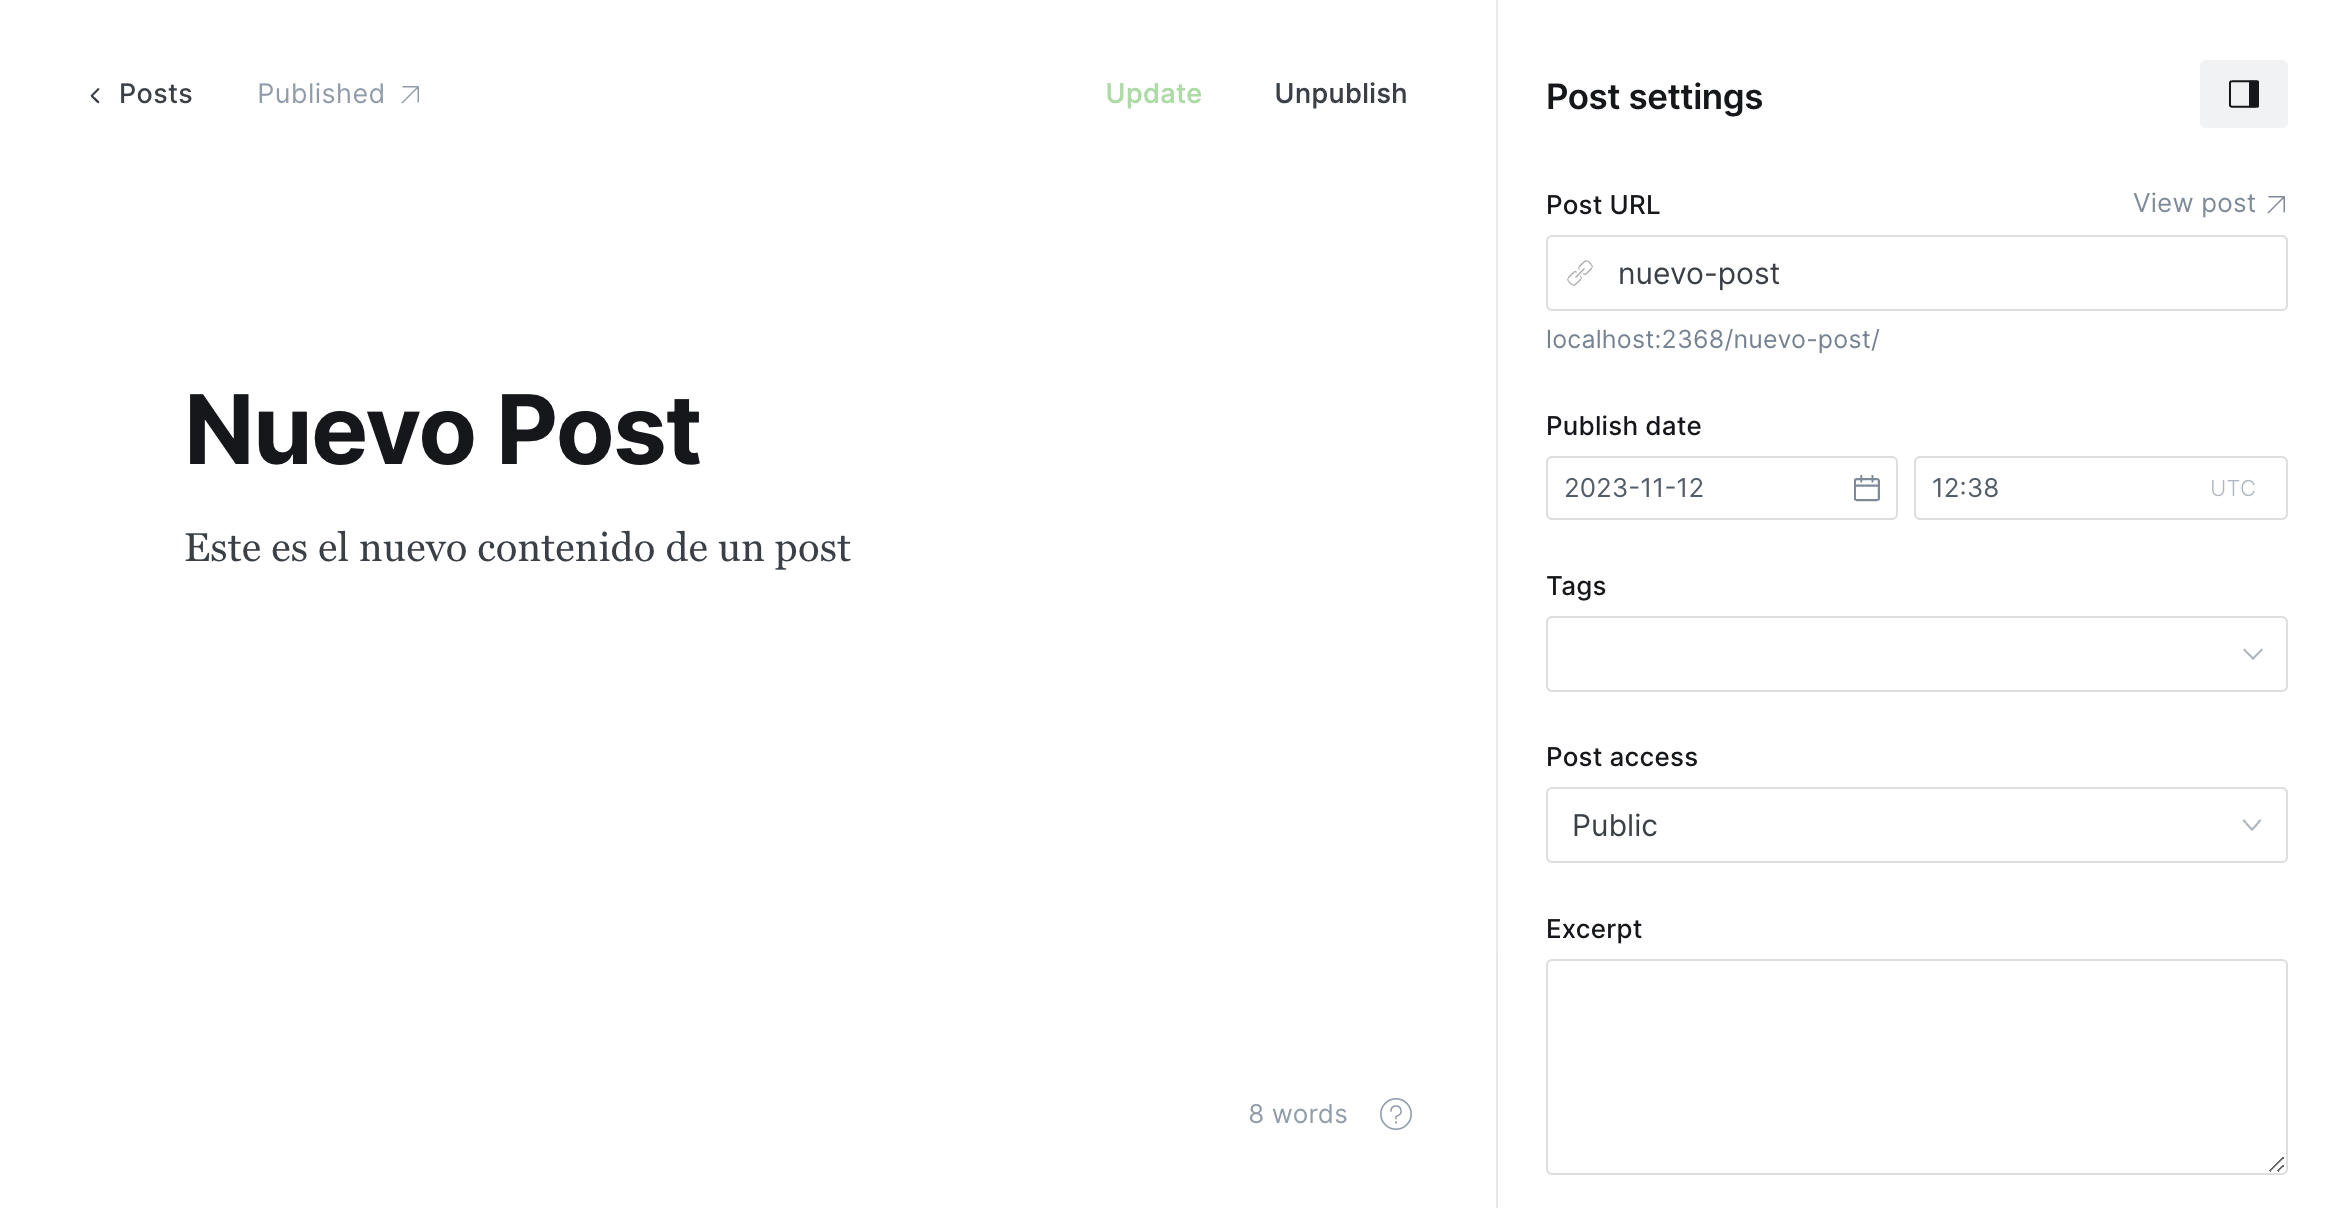 Posts
Published
Update
Unpublish
Nuevo Post
Este es el nuevo contenido de un post
8 words
?
Post settings
Post URL
View post
nuevo-post
localhost:2368/nuevo-post/
Publish date
2023-11-12
12:38
UTC
Tags
Post access
Public
Excerpt